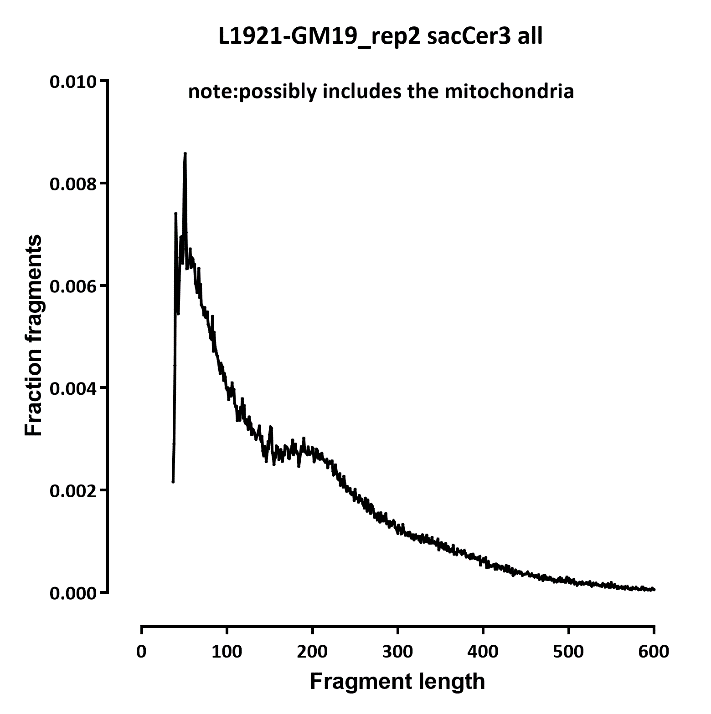 L1921-GM19_rep2 sacCer3 all
note:possibly includes the mitochondria
0.010
0.008
0.006
0.004
0.002
0.000
Fraction fragments
0 100 200 300 400 500 600
Fragment length